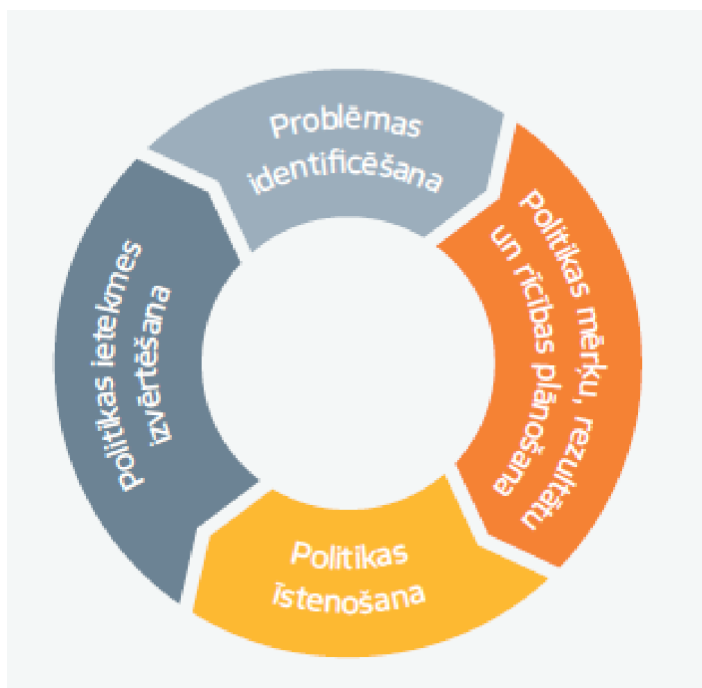 Problēmas
identificēšana
Politikas mērķu, rezultātu
un rīcības plānošana
Politikas
īstenošana
Politikas ietekmes
izvērtēšana